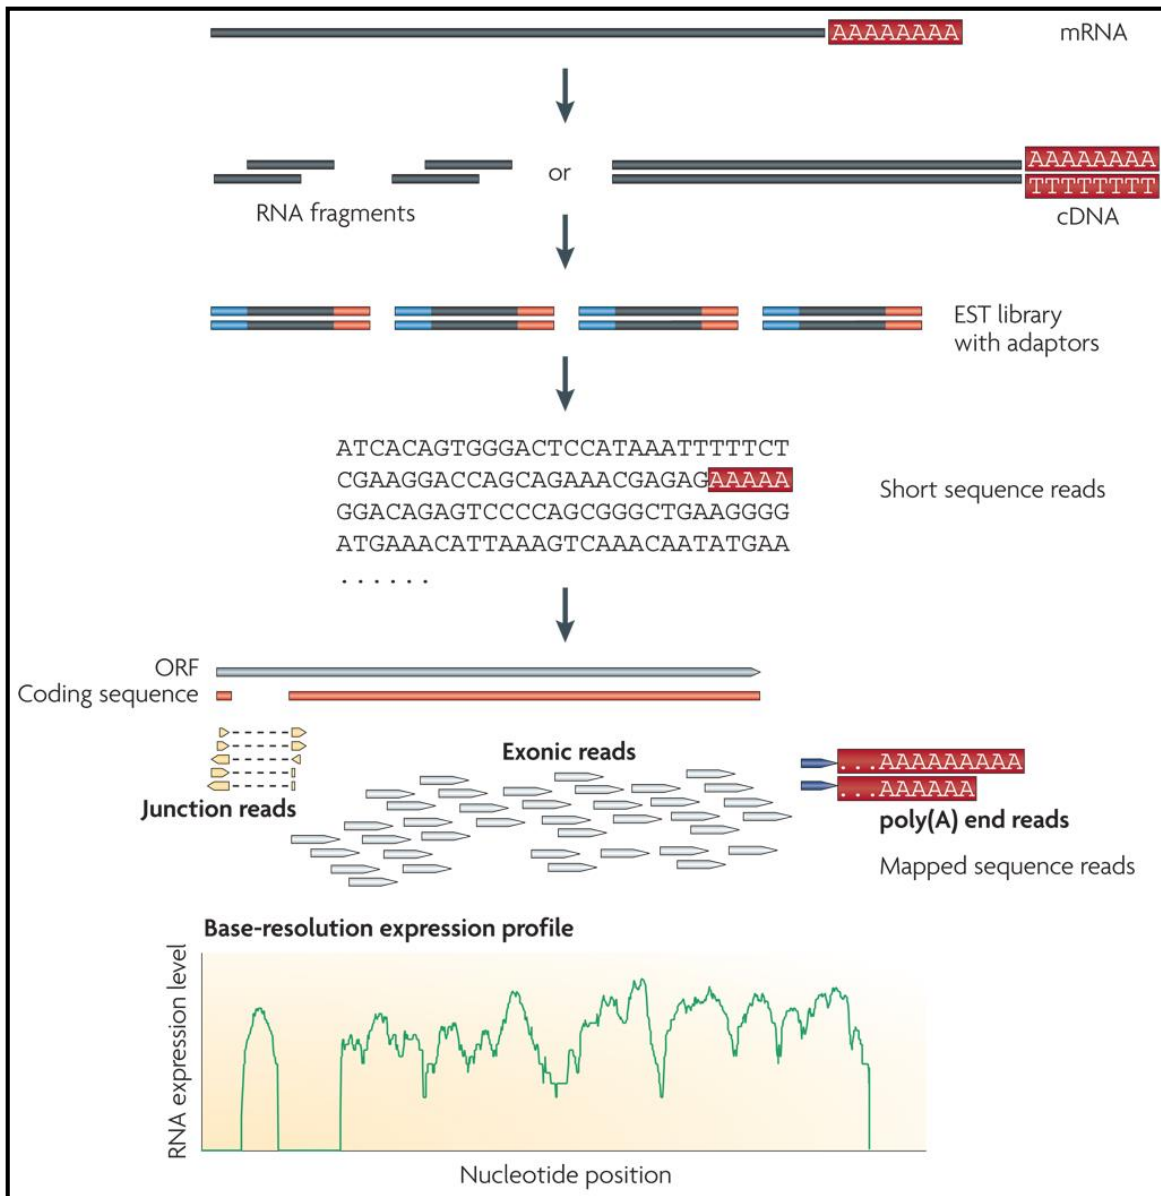 AAAAAAAA
mRNA
AAAAAAAA
TTTTTTTT
or
RNA fragments
cDNA
EST library
with adaptors
ATCACAGTGGGACTCCATAAATTTTTCT
CGAAGGACCAGCAGAAACGAGAGAAAAA
GGACAGAGTCCCCAGCGGGCTGAAGGGG
ATGAAACATTAAAGTCAAACAATATGAA
......
Short sequence reads
ORF
Coding sequence
Junction reads
Exonic reads
...AAAAAAAAA
...AAAAAA
poly(A) end reads
Mapped sequence reads
Base-resolution expression profile
RNA expression level
Nucleotide position